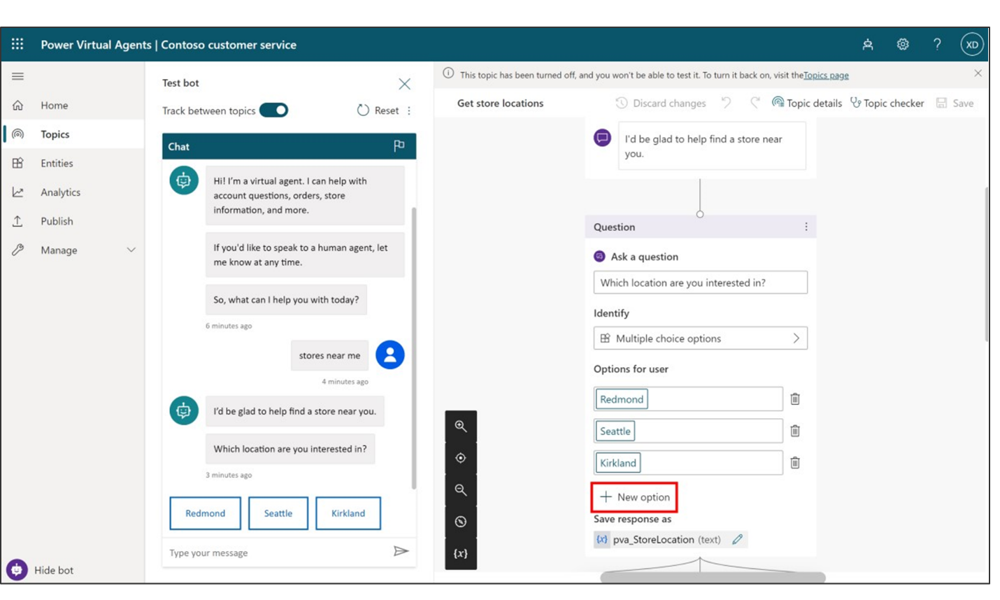 Power Virtual Agents | Contoso customer service
?
XD
Home
Topics
Entities
Analytics
Publish
Manage
Hide bot
Test bot
Track between topics
Reset
Chat
Hi! I'm a virtual agent. I can help with
account questions, orders, store
information, and more.
If you'd like to speak to a human agent, let
me know at any time.
So, what can I help you with today?
6 minutes ago
stores near me
4 minutes ago
I'd be glad to help find a store near you.
Which location are you interested in?
3 minutes ago
Redmond
Seattle
Kirkland
Type your message
This topic has been turned off, and you won't be able to test it. To turn it back on, visit theTopics page
Get store locations
Discard changes
Topic details
Topic checker
Save
I'd be glad to help find a store near
you.
Question
Ask a question
Which location are you interested in?
Identify
Multiple choice options
Options for user
Redmond
Seattle
Kirkland
+ New option
Save response as
{x} pva_StoreLocation (text)
{x}